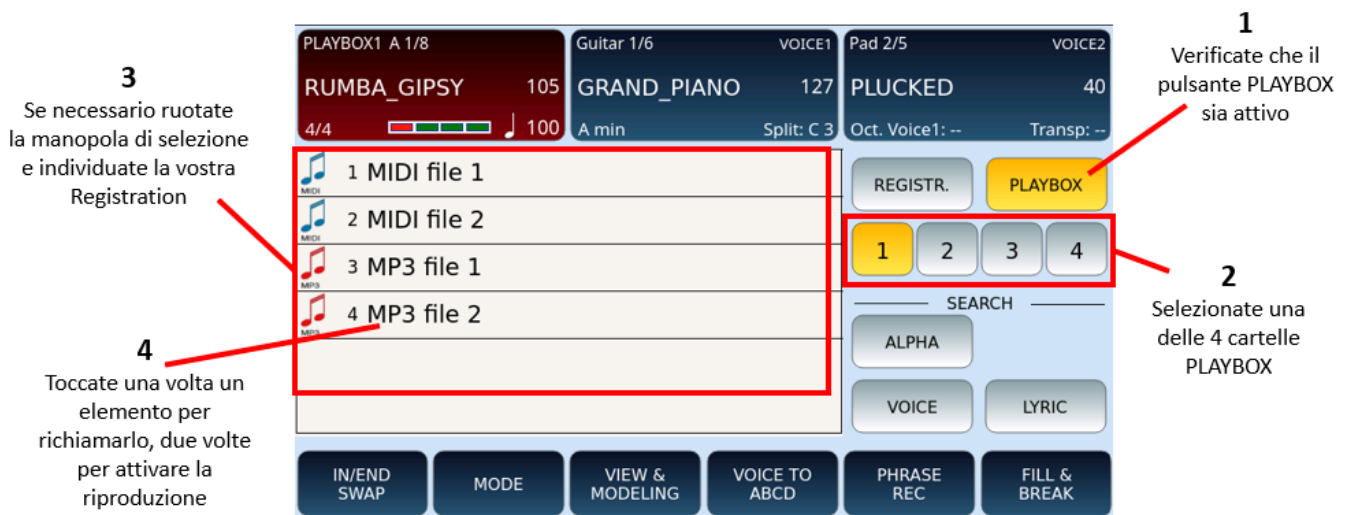 1
Verificate che il
pulsante PLAYBOX
sia attivo
3
Se necessario ruotate
la manopola di selezione
e individuate la vostra
Registration
PLAYBOX1 A 1/8
RUMBA_GIPSY 105
4/4 100
Guitar 1/6 VOICE1
GRAND_PIANO 127
A min Split: C 3
Pad 2/5 VOICE2
PLUCKED 40
Oct. Voice1: -- Transp: --
MIDI 1 MIDI file 1
MIDI 2 MIDI file 2
MP3 3 MP3 file 1
MP3 4 MP3 file 2
REGISTR. PLAYBOX
1 2 3 4
SEARCH
ALPHA
VOICE LYRIC
2
Selezionate una
delle 4 cartelle
PLAYBOX
4
Toccate una volta un
elemento per
richiamarlo, due volte
per attivare la
riproduzione
IN/END
SWAP
MODE
VIEW &
MODELING
VOICE TO
ABCD
PHRASE
REC
FILL &
BREAK